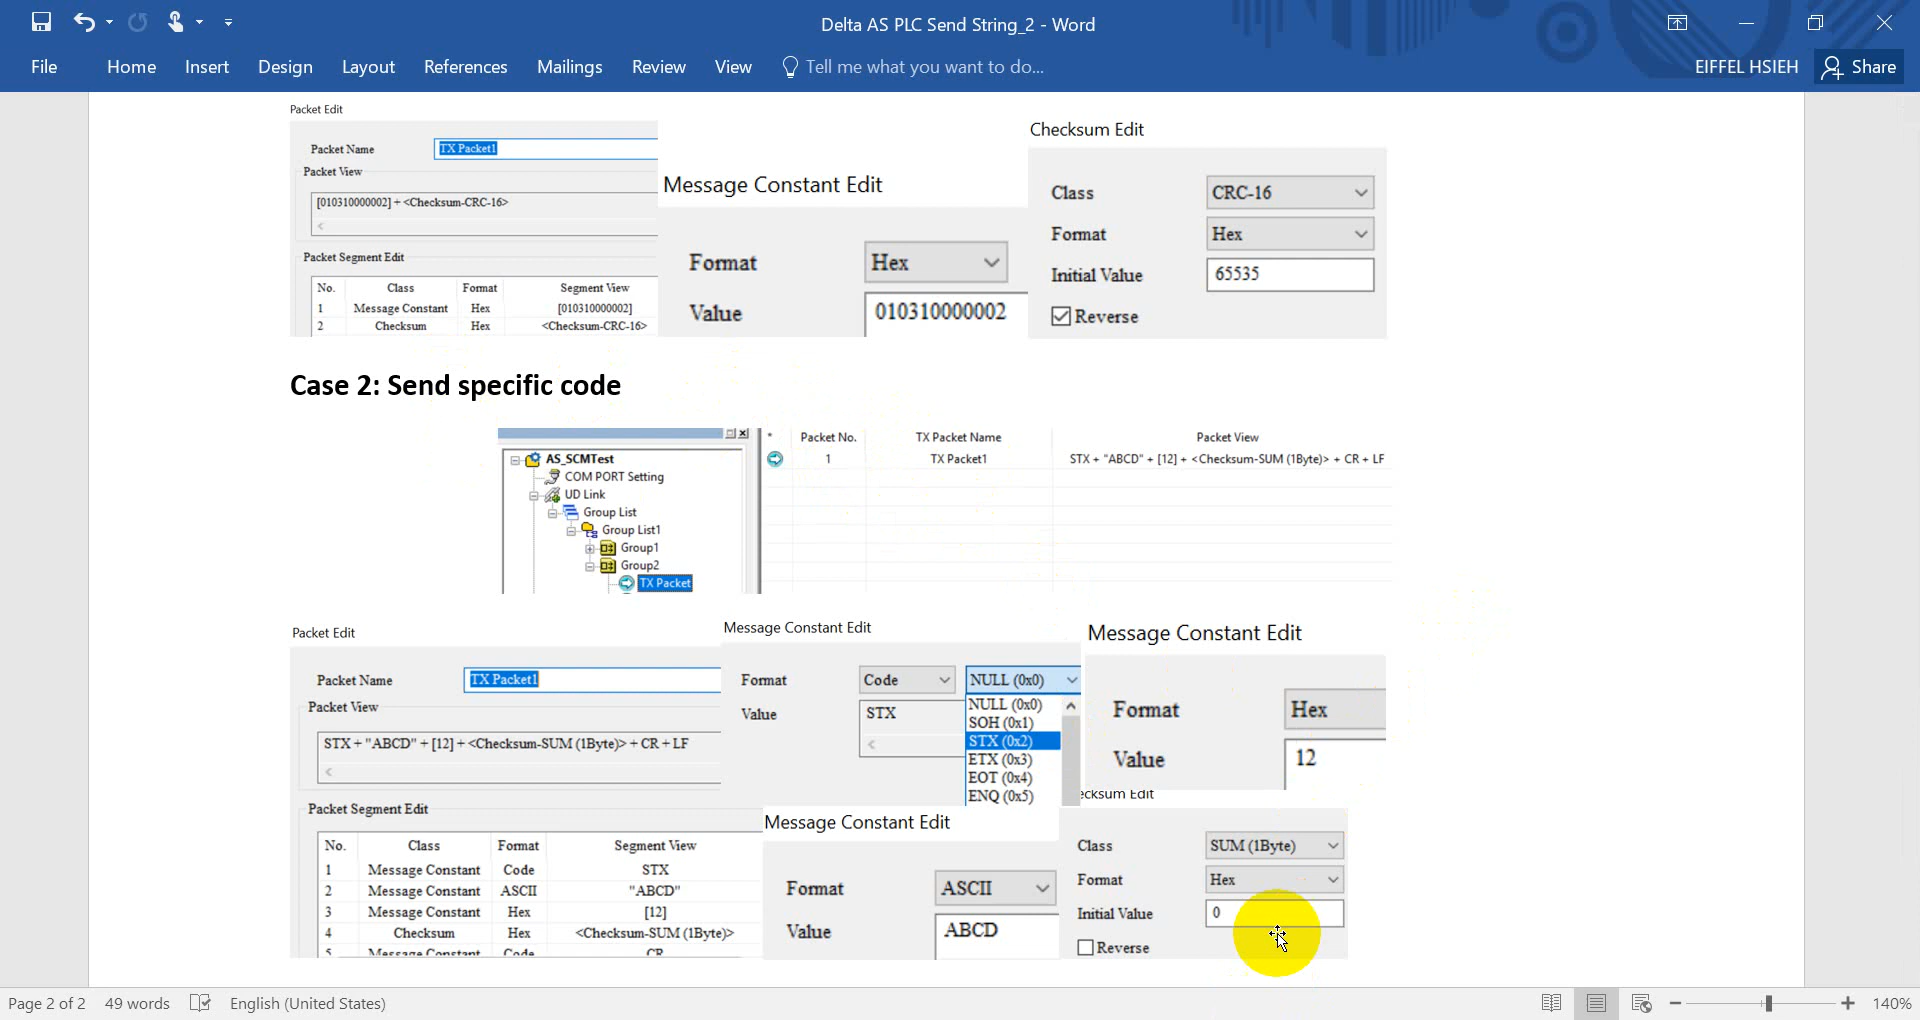 Delta AS PLC Send String_2 - Word
File Home Insert Design Layout References Mailings Review View Tell me what you want to do... EIFFEL HSIEH Share
Packet Edit
Packet Name TX Packet1
Packet View
[010310000002] + <Checksum-CRC-16>
<
Packet Segment Edit
No. Class Format Segment View
1 Message Constant Hex [010310000002]
2 Checksum Hex <Checksum-CRC-16>
Message Constant Edit
Format Hex
Value 010310000002
Checksum Edit
Class CRC-16
Format Hex
Initial Value 65535
Reverse
Case 2: Send specific code
AS_SCMTest
COM PORT Setting
UD Link
Group List
Group List1
Group1
Group2
TX Packet
* Packet No. TX Packet Name Packet View
1 TX Packet1 STX + "ABCD" + [12] + <Checksum-SUM (1Byte)> + CR + LF
Packet Edit
Packet Name TX Packet1
Packet View
STX + "ABCD" + [12] + <Checksum-SUM (1Byte)> + CR + LF
<
Packet Segment Edit
No. Class Format Segment View
1 Message Constant Code STX
2 Message Constant ASCII "ABCD"
3 Message Constant Hex [12]
4 Checksum Hex <Checksum-SUM (1Byte)>
5 Message Constant Code CR
Message Constant Edit
Format Code NULL (0x0)
Value STX
<
NULL (0x0)
SOH (0x1)
STX (0x2)
ETX (0x3)
EOT (0x4)
ENQ (0x5)
Message Constant Edit
Format Hex
Value 12
Message Constant Edit
Format ASCII
Value ABCD
ecksum Edit
Class SUM (1Byte)
Format Hex
Initial Value 0
Reverse
Page 2 of 2 49 words English (United States) 140%